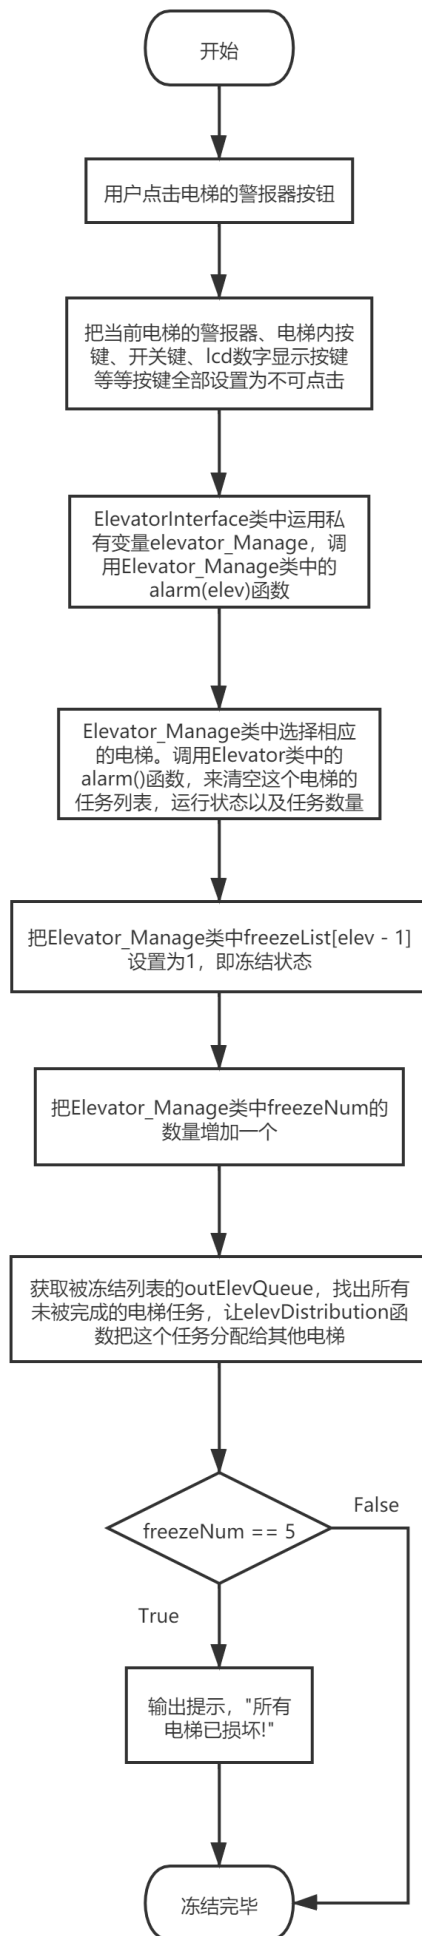 开始
用户点击电梯的警报器按钮
把当前电梯的警报器、电梯内按
键、开关键、lcd数字显示按键
等等按键全部设置为不可点击
ElevatorInterface类中运用私
有变量elevator_Manage，调
用Elevator_Manage类中的
alarm(elev)函数
Elevator_Manage类中选择相应
的电梯。调用Elevator类中的
alarm()函数，来清空这个电梯的
任务列表，运行状态以及任务数量
把Elevator_Manage类中freezeList[elev - 1]
设置为1，即冻结状态
把Elevator_Manage类中freezeNum的
数量增加一个
获取被冻结列表的outElevQueue，找出所有
未被完成的电梯任务，让elevDistribution函
数把这个任务分配给其他电梯
freezeNum == 5
False
True
输出提示，"所有
电梯已损坏!"
冻结完毕